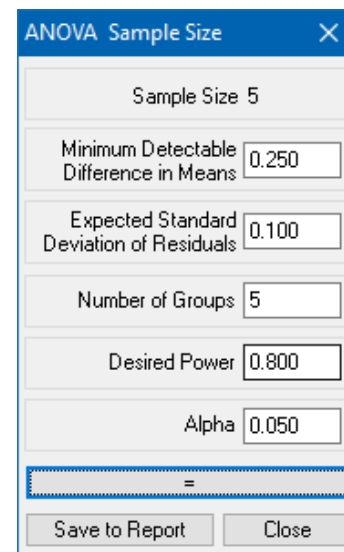 ANOVA Sample Size
Sample Size 5
Minimum Detectable
Difference in Means 0.250
Expected Standard
Deviation of Residuals 0.100
Number of Groups 5
Desired Power 0.800
Alpha 0.050
=
Save to Report Close